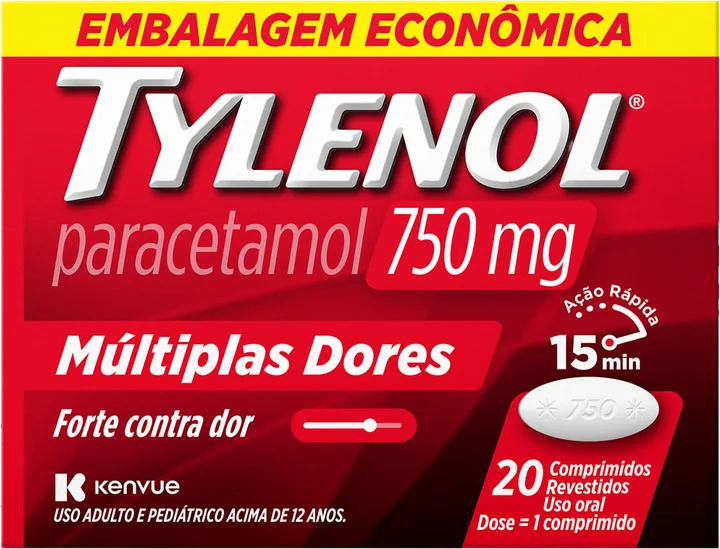 EMBALAGEM ECONÔMICA
TYLENOL®
paracetamol 750 mg
Ação Rápida
15 min
Múltiplas Dores
Forte contra dor
750
20 Comprimidos
Revestidos
Uso oral
Dose = 1 comprimido
Kenvue
USO ADULTO E PEDIÁTRICO ACIMA DE 12 ANOS.